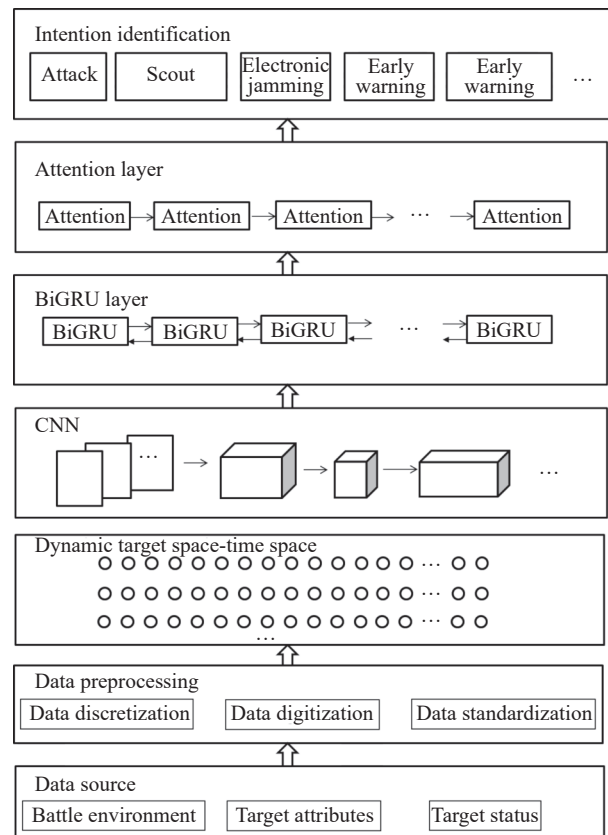 Intention identification
Attack Scout Electronic jamming Early warning Early warning …
Attention layer
Attention Attention Attention … Attention
BiGRU layer
BiGRU BiGRU BiGRU … BiGRU
CNN
… …
Dynamic target space-time space
…
…
…
…
Data preprocessing
Data discretization Data digitization Data standardization
Data source
Battle environment Target attributes Target status